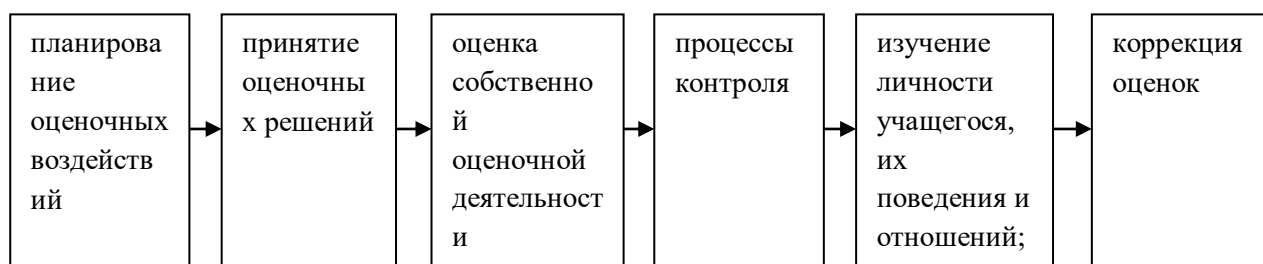 планирова
ние
оценочных
воздейств
ий
принятие
оценочны
х решений
оценка
собственно
й
оценочной
деятельност
и
процессы
контроля
изучение
личности
учащегося,
их
поведения и
отношений;
коррекция
оценок